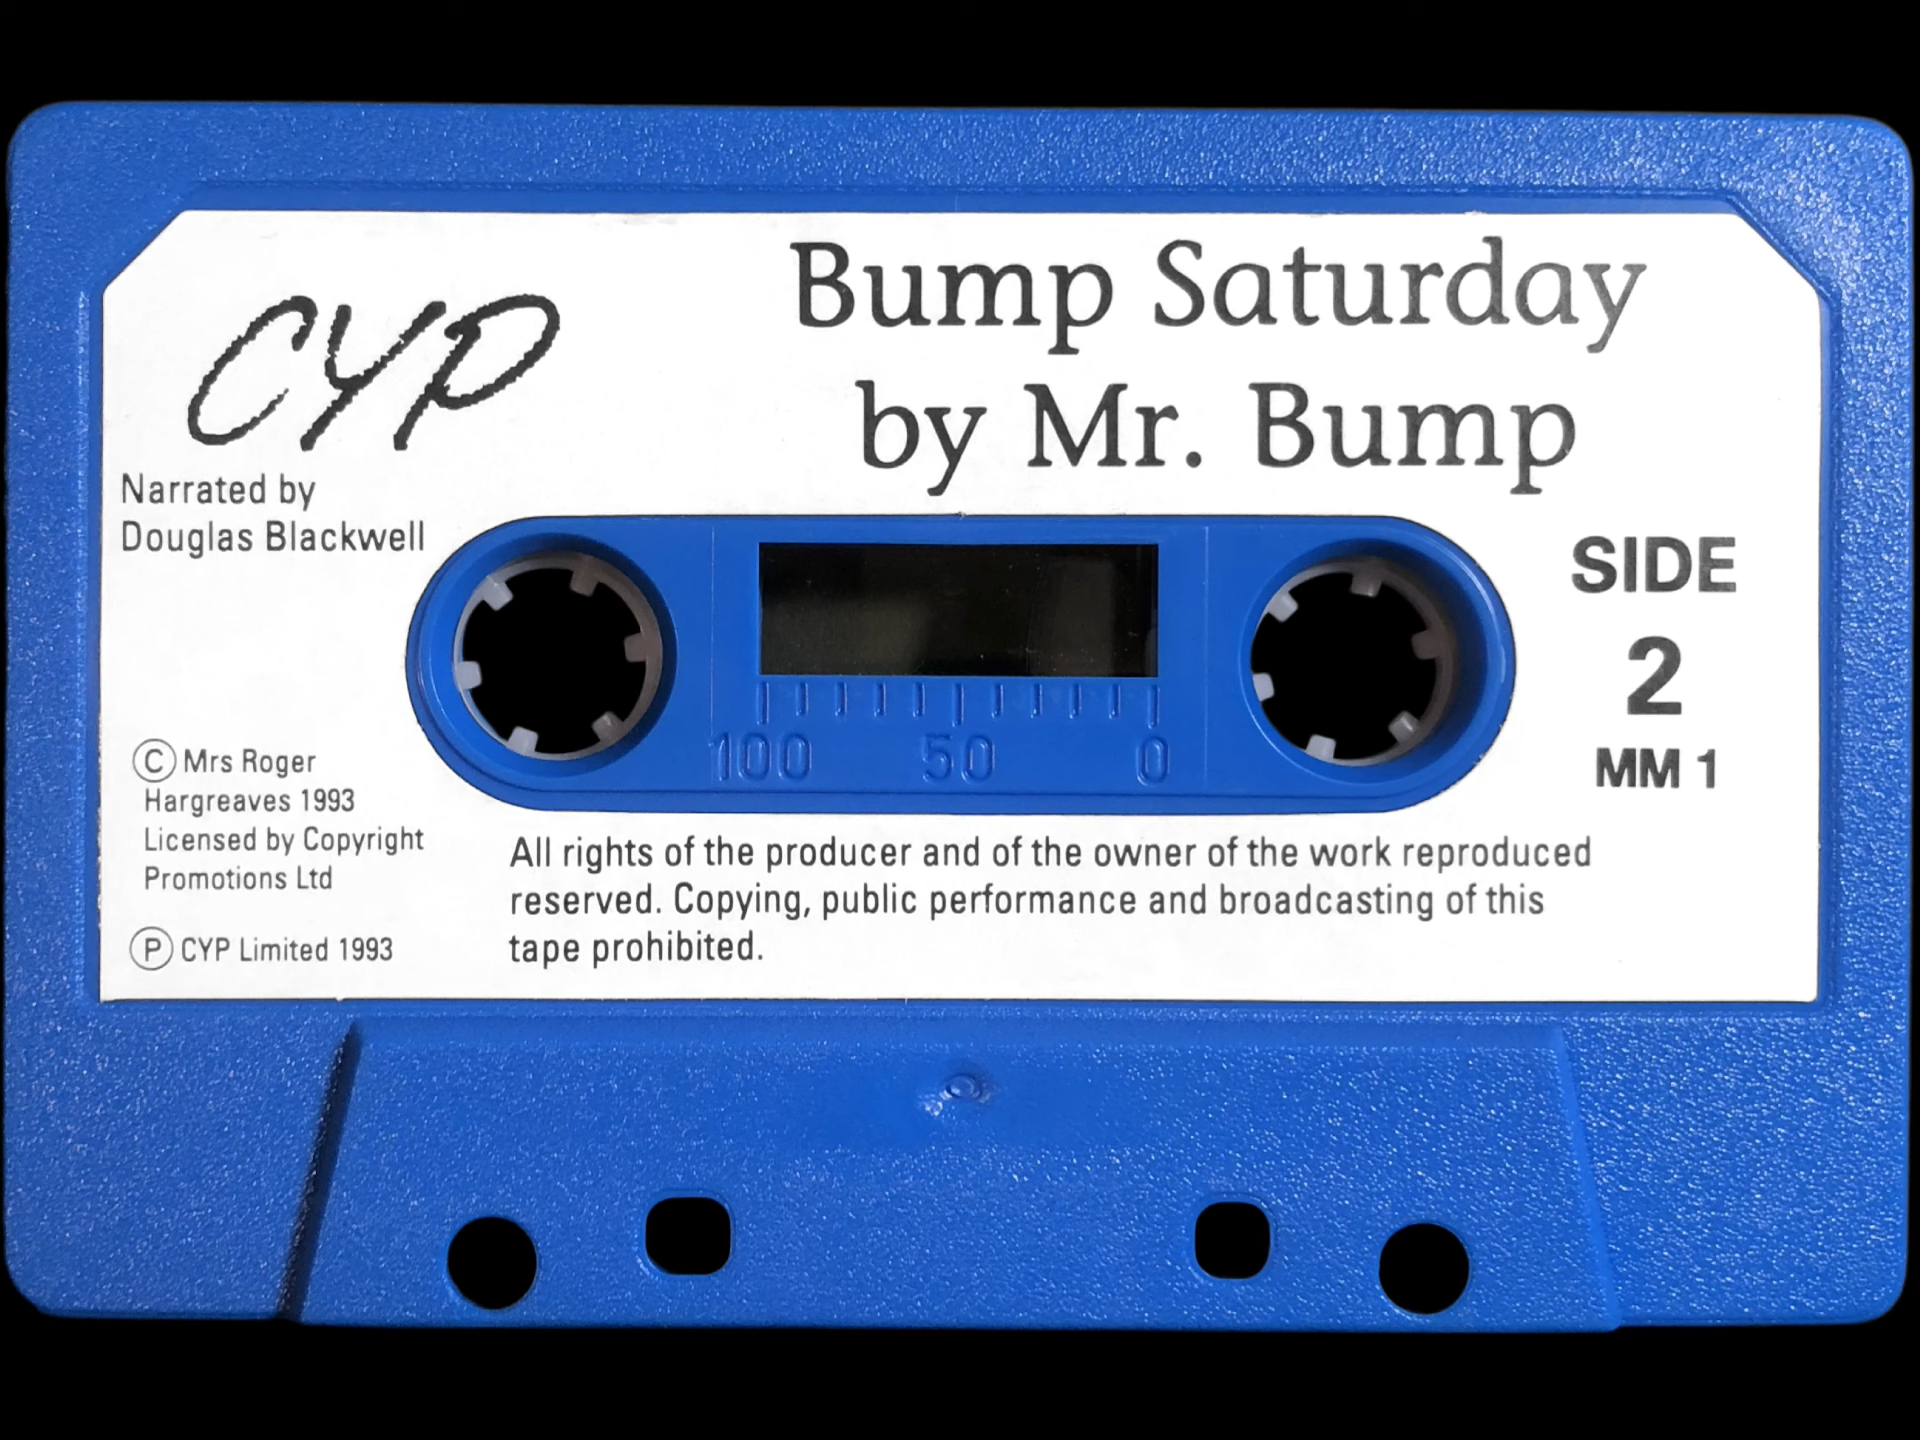 CYP
Bump Saturday
by Mr. Bump
Narrated by
Douglas Blackwell
SIDE
2
MM 1
100 50 0
Ⓒ Mrs Roger
Hargreaves 1993
Licensed by Copyright
Promotions Ltd
Ⓟ CYP Limited 1993
All rights of the producer and of the owner of the work reproduced
reserved. Copying, public performance and broadcasting of this
tape prohibited.